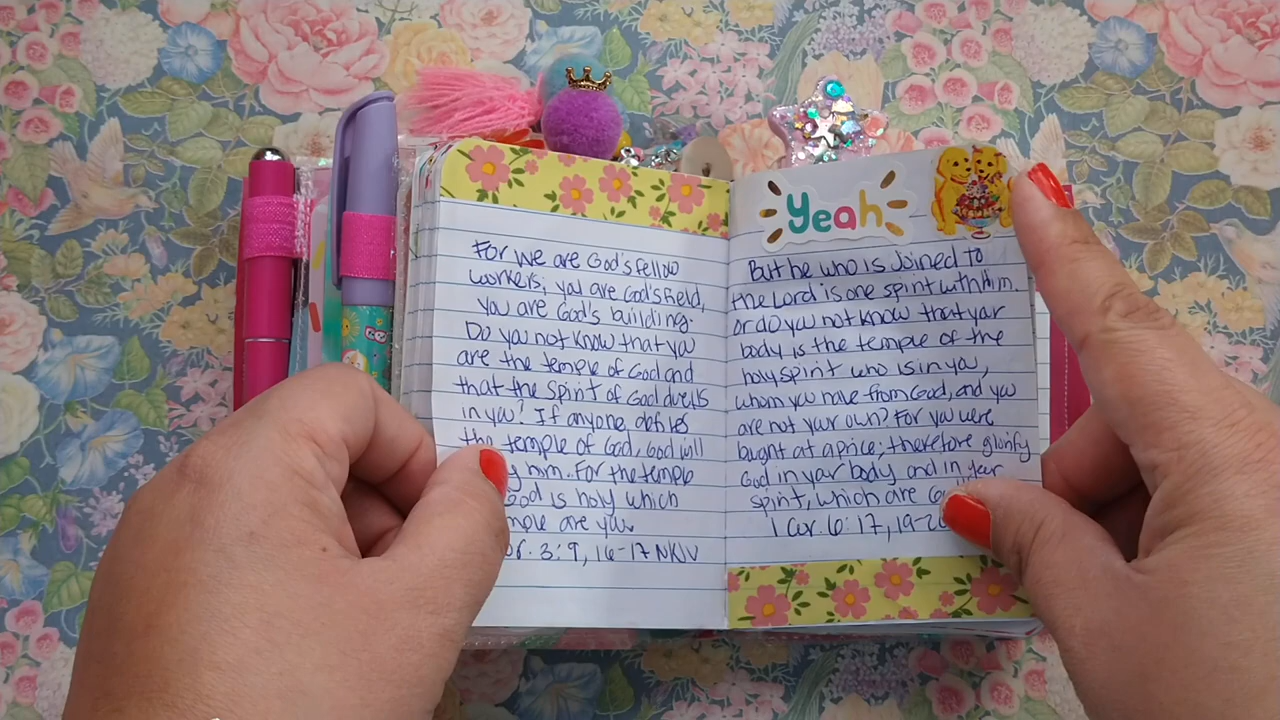 For we are God's fellow
workers; you are God's field,
you are God's building.
Do you not know that you
are the temple of God and
that the Spirit of God dwells
in you? If anyone defiles
the temple of God, God will
him. For the temple
God is holy which
are you
3:9, 16-17 NKJV
Yeah
But he who is joined to
the Lord is one spirit with him.
or do you not know that your
body is the temple of the
holy spirit who is in you,
whom you have from God, and you
are not your own? For you were
bought at a price; therefore glorify
God in your body and in your
spirit, which are
1 Cor. 6:17, 19-20